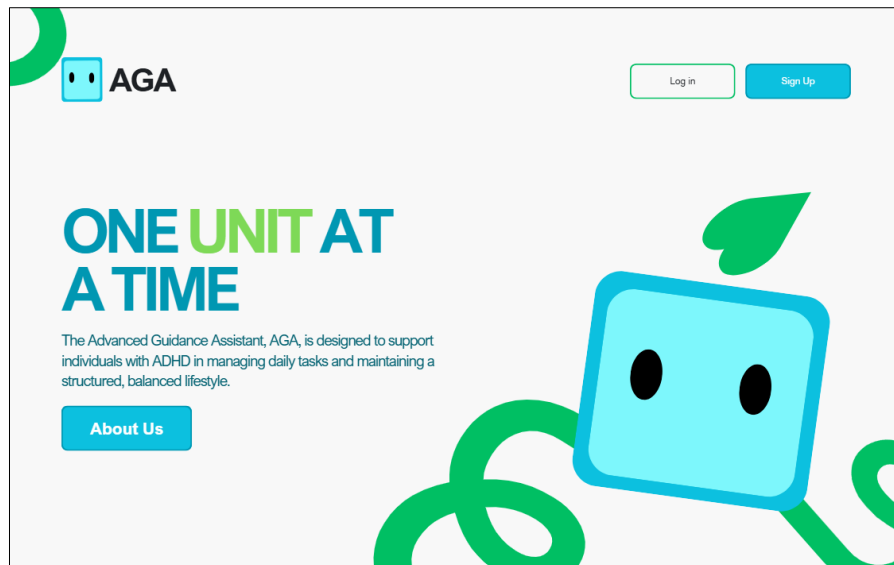 AGA
Log in
Sign Up
ONE UNIT AT
A TIME
The Advanced Guidance Assistant, AGA, is designed to support
individuals with ADHD in managing daily tasks and maintaining a
structured, balanced lifestyle.
About Us